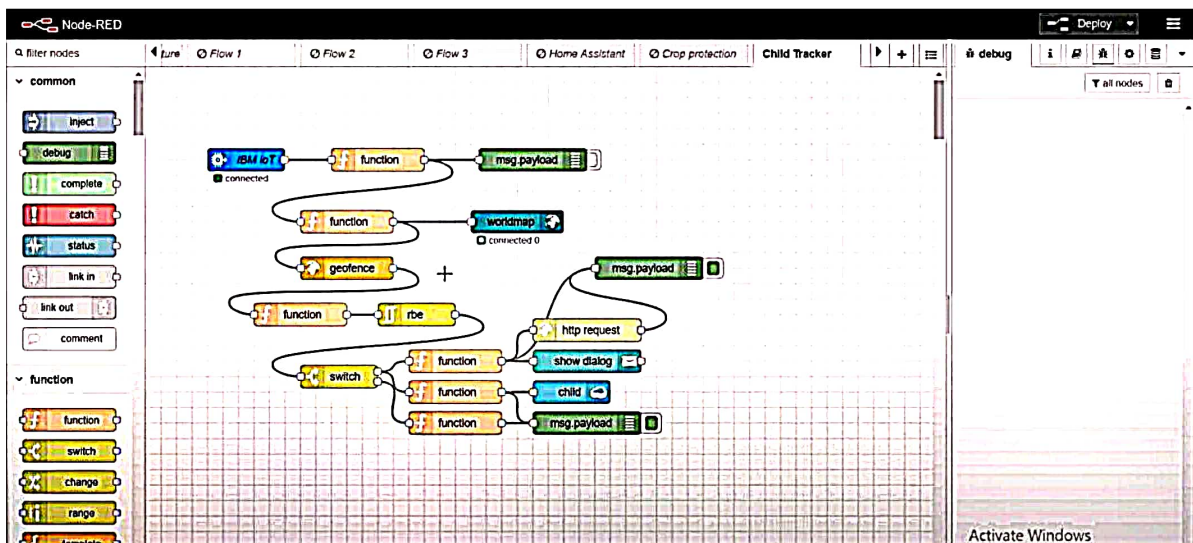 Node-RED
Deploy
filter nodes
ture
Flow 1
Flow 2
Flow 3
Home Assistant
Crop protection
Child Tracker
+
debug
i
common
all nodes
inject
debug
complete
catch
status
link in
link out
comment
function
function
switch
change
range
template
IBM IoT
connected
function
msg.payload
function
worldmap
connected 0
geofence
msg.payload
function
rbe
http request
function
show dialog
switch
function
child
function
msg.payload
Activate Windows